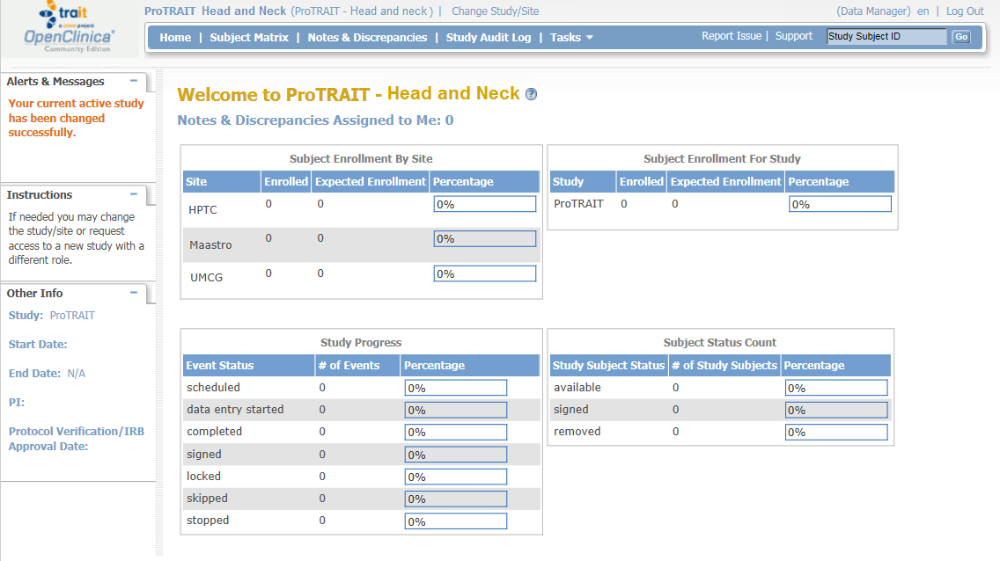 trait
a ctmm project
OpenClinica®
Community Edition
ProTRAIT Head and Neck (ProTRAIT - Head and neck ) | Change Study/Site
(Data Manager) en | Log Out
Home | Subject Matrix | Notes & Discrepancies | Study Audit Log | Tasks
Report Issue | Support
Study Subject ID
Go
Alerts & Messages
Your current active study
has been changed
successfully.
Instructions
If needed you may change
the study/site or request
access to a new study with a
different role.
Other Info
Study: ProTRAIT
Start Date:
End Date: N/A
PI:
Protocol Verification/IRB
Approval Date:
Welcome to ProTRAIT - Head and Neck ?
Notes & Discrepancies Assigned to Me: 0
Subject Enrollment By Site
Site Enrolled Expected Enrollment Percentage
HPTC 0 0 0%
Maastro 0 0 0%
UMCG 0 0 0%
Subject Enrollment For Study
Study Enrolled Expected Enrollment Percentage
ProTRAIT 0 0 0%
Study Progress
Event Status # of Events Percentage
scheduled 0 0%
data entry started 0 0%
completed 0 0%
signed 0 0%
locked 0 0%
skipped 0 0%
stopped 0 0%
Subject Status Count
Study Subject Status # of Study Subjects Percentage
available 0 0%
signed 0 0%
removed 0 0%